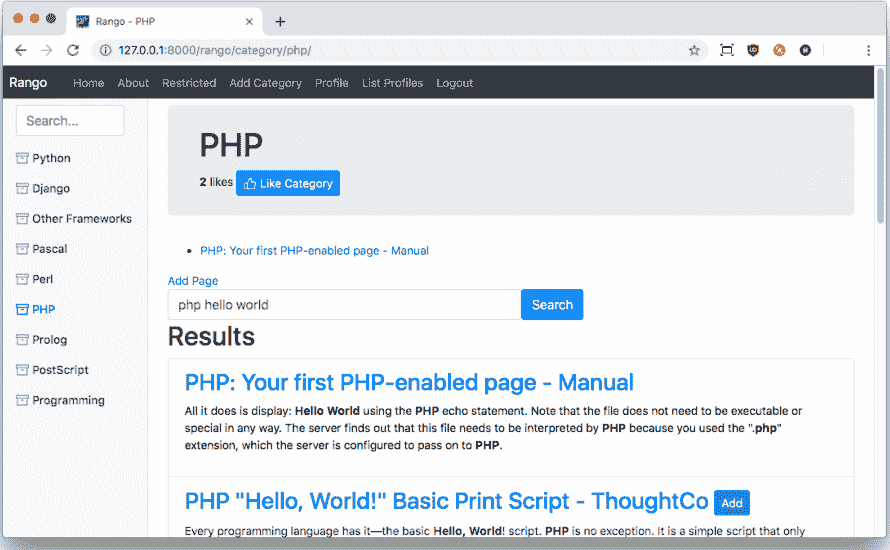 Rango - PHP
127.0.0.1:8000/rango/category/php/
Rango Home About Restricted Add Category Profile List Profiles Logout
Search...
Python
Django
Other Frameworks
Pascal
Perl
PHP
Prolog
PostScript
Programming
PHP
2 likes Like Category
PHP: Your first PHP-enabled page - Manual
Add Page
php hello world Search
Results
PHP: Your first PHP-enabled page - Manual
All it does is display: Hello World using the PHP echo statement. Note that the file does not need to be executable or
special in any way. The server finds out that this file needs to be interpreted by PHP because you used the ".php"
extension, which the server is configured to pass on to PHP.
PHP "Hello, World!" Basic Print Script - ThoughtCo Add
Every programming language has it—the basic Hello, World! script. PHP is no exception. It is a simple script that only